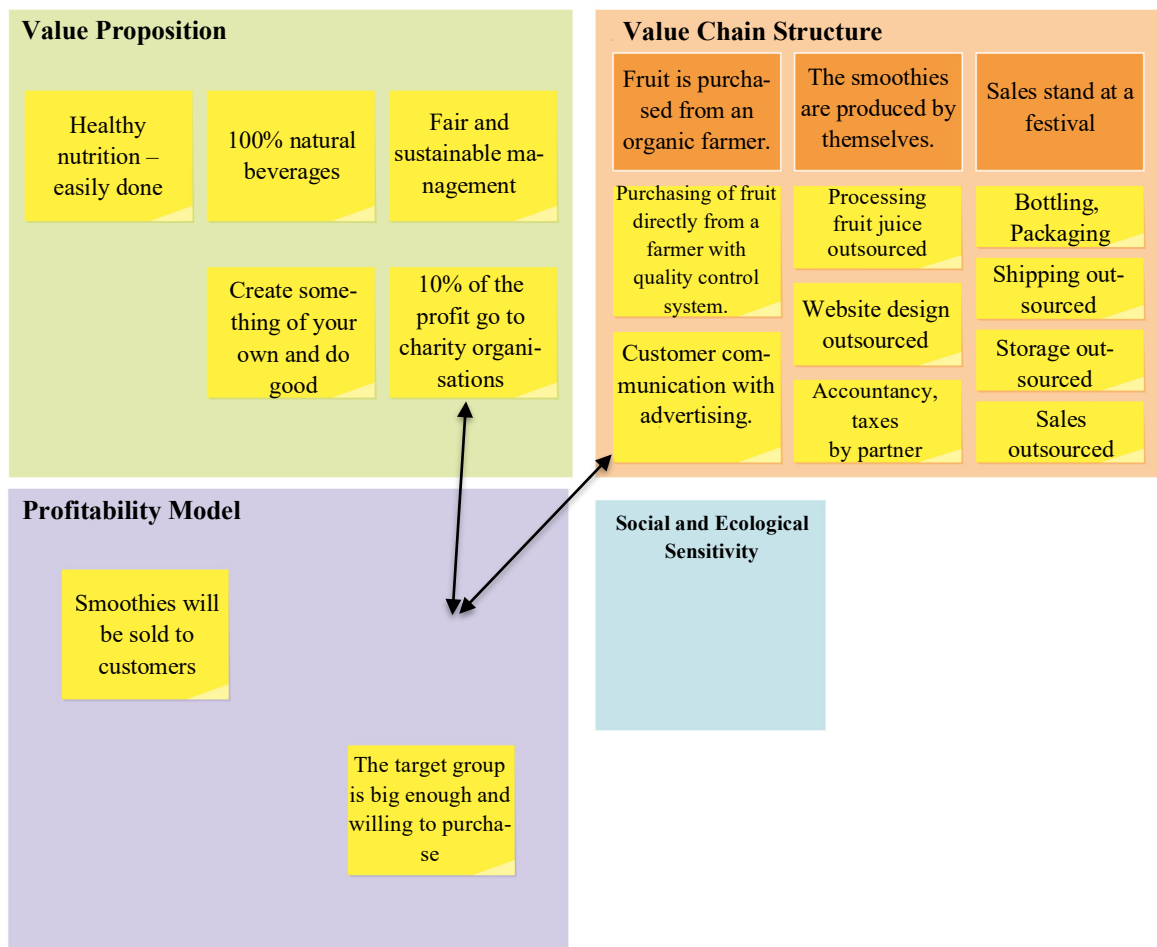 Value Proposition
Healthy
nutrition –
easily done
100% natural
beverages
Fair and
sustainable ma-
nagement
Create some-
thing of your
own and do
good
10% of the
profit go to
charity organi-
sations
Value Chain Structure
Fruit is purcha-
sed from an
organic farmer.
The smoothies
are produced by
themselves.
Sales stand at a
festival
Purchasing of fruit
directly from a
farmer with
quality control
system.
Customer com-
munication with
advertising.
Processing
fruit juice
outsourced
Website design
outsourced
Accountancy,
taxes
by partner
Bottling,
Packaging
Shipping out-
sourced
Storage out-
sourced
Sales
outsourced
Profitability Model
Smoothies will
be sold to
customers
The target group
is big enough and
willing to purcha-
se
Social and Ecological
Sensitivity